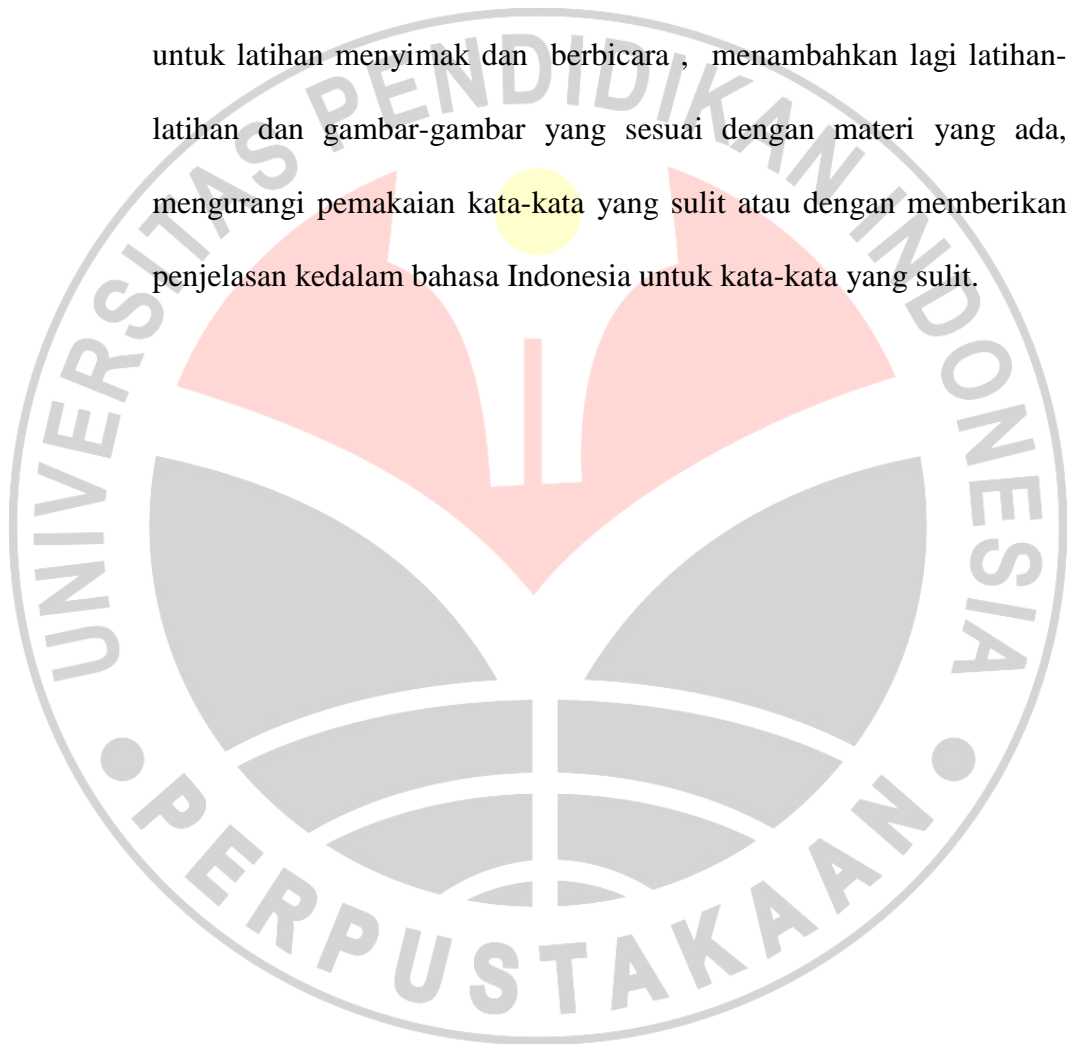 untuk latihan menyimak dan berbicara , menambahkan lagi latihan-
latihan dan gambar-gambar yang sesuai dengan materi yang ada,
mengurangi pemakaian kata-kata yang sulit atau dengan memberikan
penjelasan kedalam bahasa Indonesia untuk kata-kata yang sulit.
UNIVERSITAS PENDIDIKAN INDONESIA
PERPUSTAKAAN